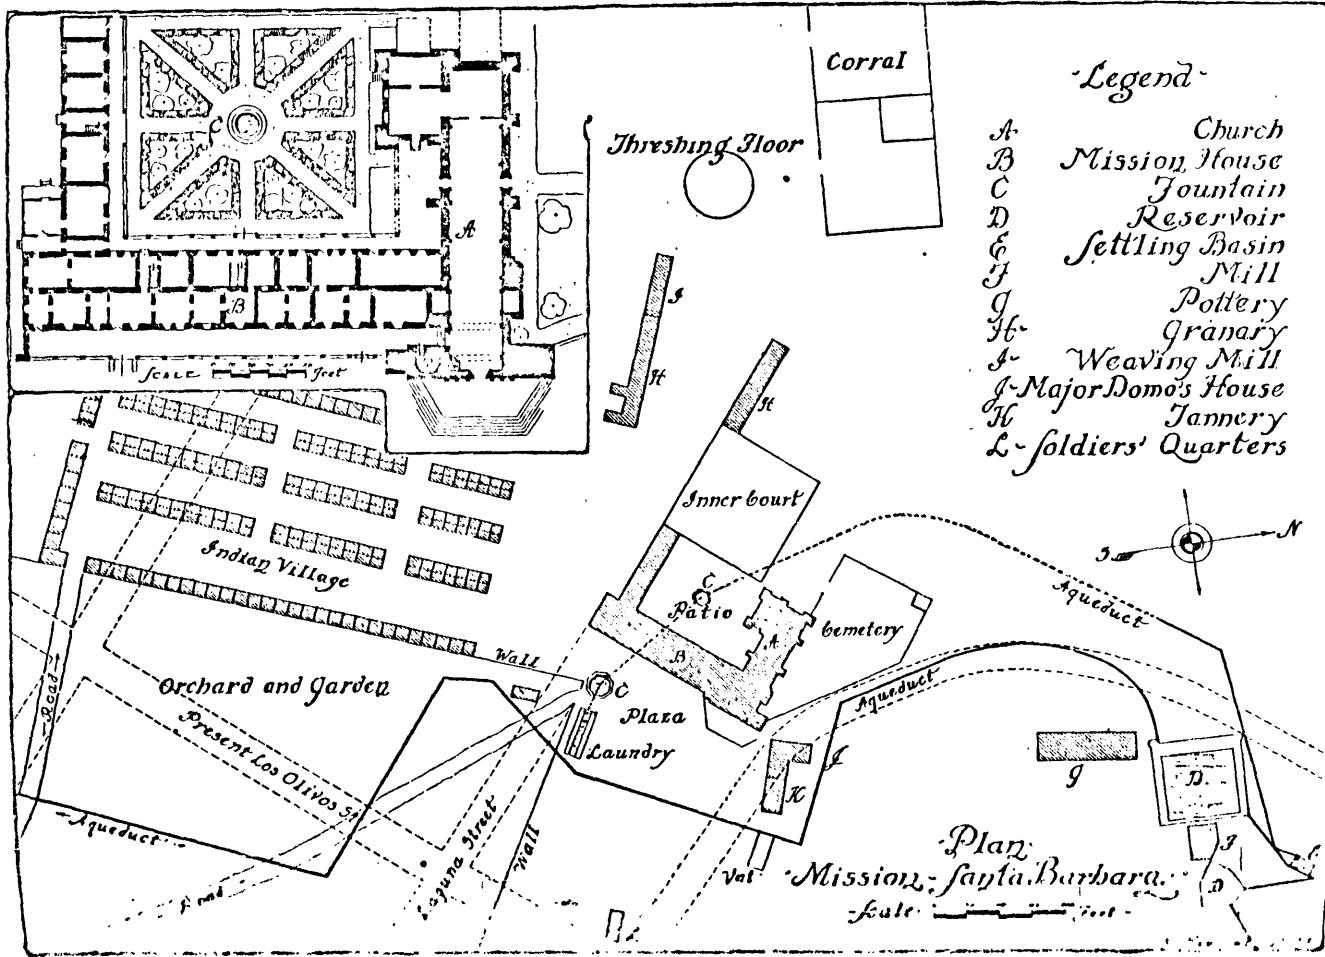 Legend
A Church
B Mission House
C Fountain
D Reservoir
E Settling Basin
F Mill
G Pottery
H Granary
I Weaving Mill
J Major Domo's House
K Tannery
L Soldiers' Quarters
C
A
B
Scale Feet
Threshing Floor
Corral
I
H
H
Inner Court
Indian Village
C
Patio
A
B
Cemetery
Aqueduct
S N
Wall
C
Road
Orchard and Garden
Plaza
Laundry
Aqueduct
J
K
G
D
Present Los Olivos St
Aqueduct
Laguna Street
Wall
Road
Vat
F
D
E
L
Plan
Mission Santa Barbara
Scale Feet